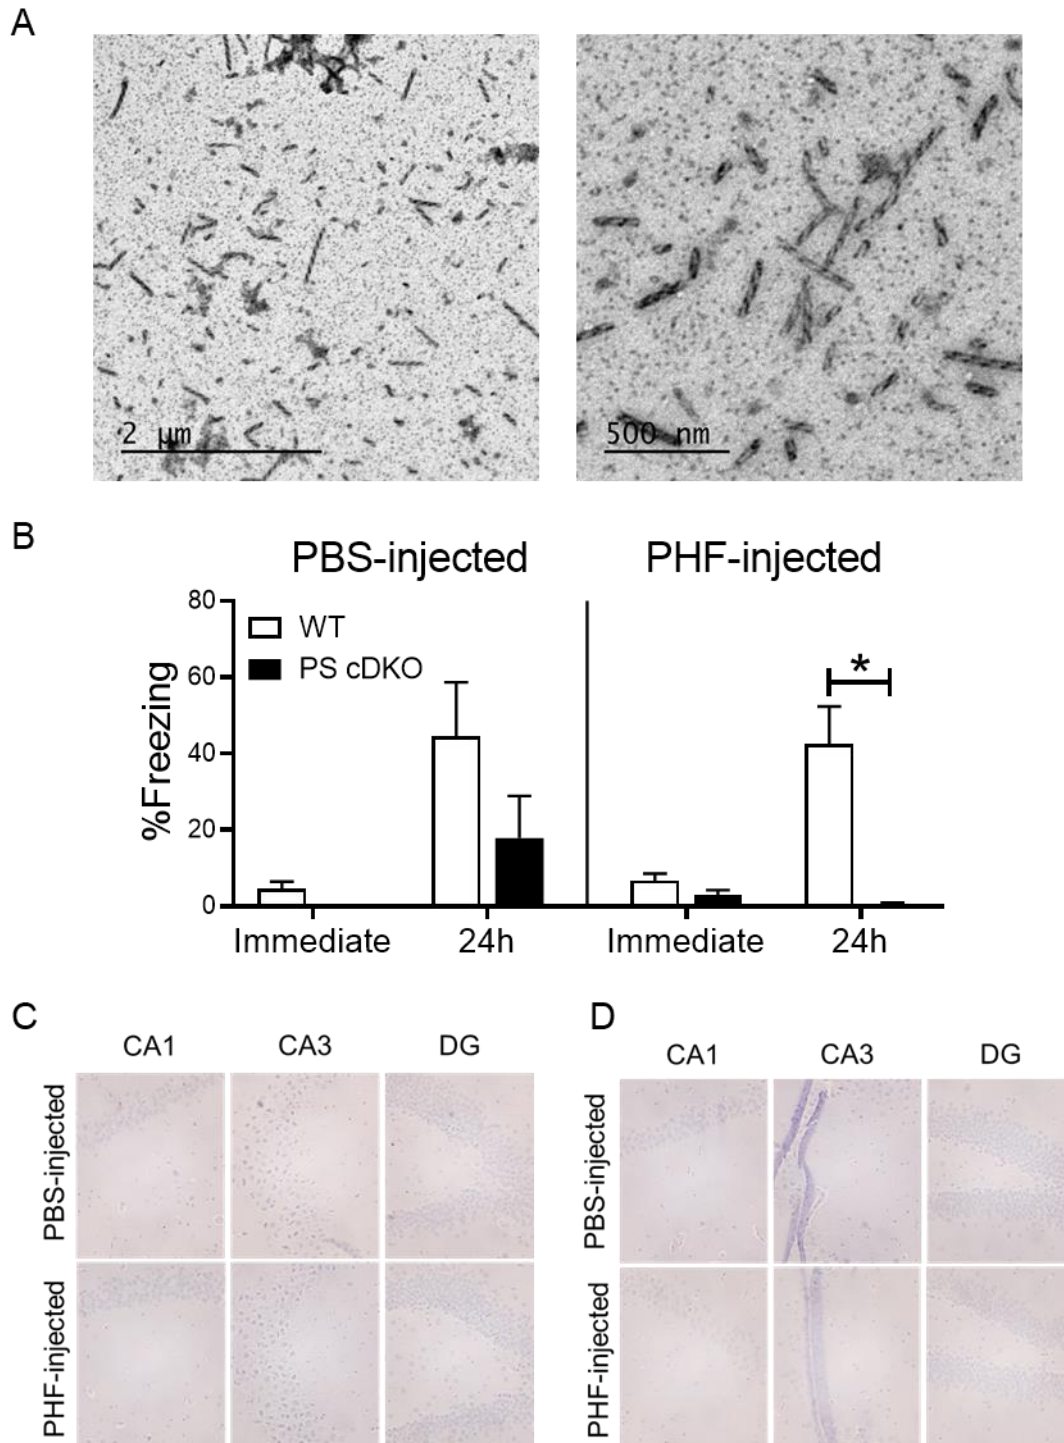 A
2 µm
500 nm
B
PBS-injected
PHF-injected
%Freezing
80
60
40
20
0
WT
PS cDKO
*
Immediate
24h
Immediate
24h
C
CA1
CA3
DG
PBS-injected
PHF-injected
D
CA1
CA3
DG
PBS-injected
PHF-injected